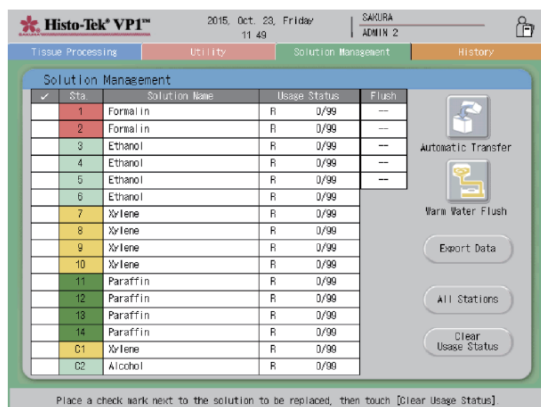 Histo-Tek® VP1™
2015, Oct. 23, Friday
11 49
SAKURA
ADMIN 2
Tissue Processing Utility Solution Management History
Solution Management
✓ Sta. Solution Name Usage Status Flush
1 Formalin R 0/99 --
2 Formalin R 0/99 --
3 Ethanol R 0/99 --
4 Ethanol R 0/99 --
5 Ethanol R 0/99 --
6 Ethanol R 0/99
7 Xylene R 0/99
8 Xylene R 0/99
9 Xylene R 0/99
10 Xylene R 0/99
11 Paraffin R 0/99
12 Paraffin R 0/99
13 Paraffin R 0/99
14 Paraffin R 0/99
C1 Xylene R 0/99
C2 Alcohol R 0/99
Automatic Transfer
Warm Water Flush
Export Data
All Stations
Clear
Usage Status
Place a check mark next to the solution to be replaced, then touch [Clear Usage Status].